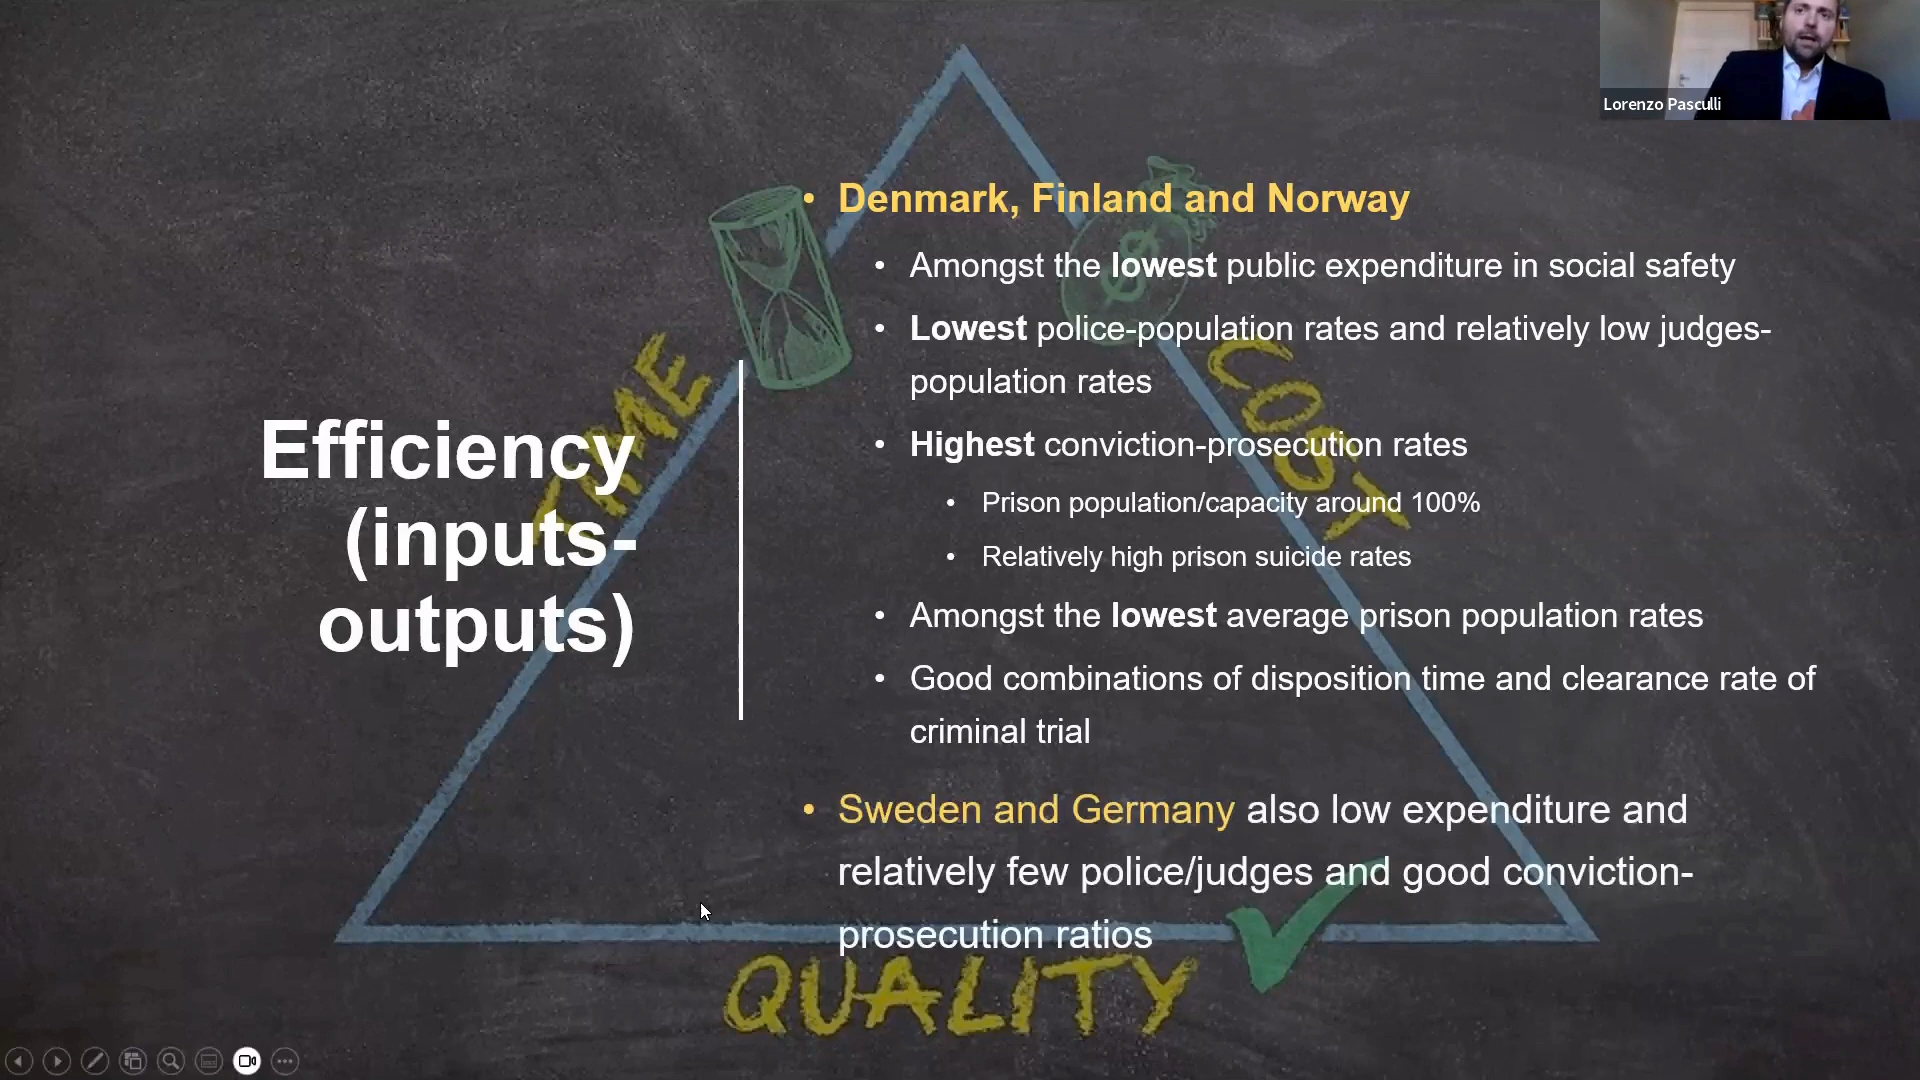 Lorenzo Pasculli
Efficiency
(inputs-
outputs)
TIME
COST
QUALITY
• Denmark, Finland and Norway
• Amongst the lowest public expenditure in social safety
• Lowest police-population rates and relatively low judges-
population rates
• Highest conviction-prosecution rates
• Prison population/capacity around 100%
• Relatively high prison suicide rates
• Amongst the lowest average prison population rates
• Good combinations of disposition time and clearance rate of
criminal trial
• Sweden and Germany also low expenditure and
relatively few police/judges and good conviction-
prosecution ratios